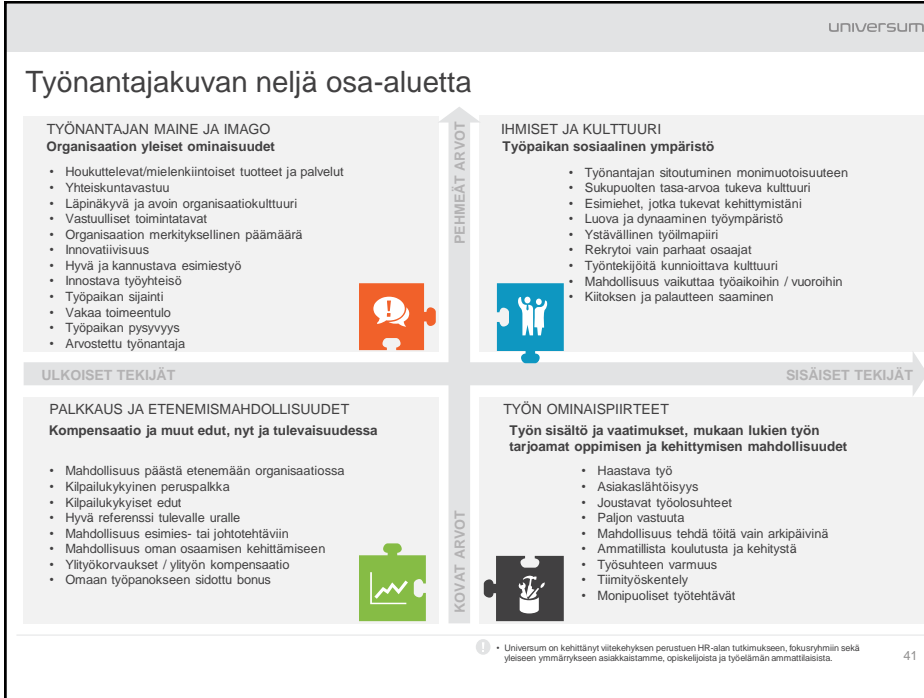 universum
Työnantajakuvan neljä osa-aluetta
TYÖNANTAJAN MAINE JA IMAGO
Organisaation yleiset ominaisuudet
• Houkuttelevat/mielenkiintoiset tuotteet ja palvelut
• Yhteiskuntavastuu
• Läpinäkyvä ja avoin organisaatiokulttuuri
• Vastuulliset toimintatavat
• Organisaation merkityksellinen päämäärä
• Innovatiivisuus
• Hyvä ja kannustava esimiestyö
• Innostava työyhteisö
• Työpaikan sijainti
• Vakaa toimeentulo
• Työpaikan pysyvyys
• Arvostettu työnantaja
PEHMEÄT ARVOT
IHMISET JA KULTTUURI
Työpaikan sosiaalinen ympäristö
• Työnantajan sitoutuminen monimuotoisuuteen
• Sukupuolten tasa-arvoa tukeva kulttuuri
• Esimiehet, jotka tukevat kehittymistäni
• Luova ja dynaaminen työympäristö
• Ystävällinen työilmapiiri
• Rekrytoi vain parhaat osaajat
• Työntekijöitä kunnioittava kulttuuri
• Mahdollisuus vaikuttaa työaikoihin / vuoroihin
• Kiitoksen ja palautteen saaminen
ULKOISET TEKIJÄT
SISÄISET TEKIJÄT
PALKKAUS JA ETENEMISMAHDOLLISUUDET
Kompensaatio ja muut edut, nyt ja tulevaisuudessa
• Mahdollisuus päästä etenemään organisaatiossa
• Kilpailukykyinen peruspalkka
• Kilpailukykyiset edut
• Hyvä referenssi tulevalle uralle
• Mahdollisuus esimies- tai johtotehtäviin
• Mahdollisuus oman osaamisen kehittämiseen
• Ylityökorvaukset / ylityön kompensaatio
• Omaan työpanokseen sidottu bonus
KOVAT ARVOT
TYÖN OMINAISPIIRTEET
Työn sisältö ja vaatimukset, mukaan lukien työn
tarjoamat oppimisen ja kehittymisen mahdollisuudet
• Haastava työ
• Asiakaslähtöisyys
• Joustavat työolosuhteet
• Paljon vastuuta
• Mahdollisuus tehdä töitä vain arkipäivinä
• Ammatillista koulutusta ja kehitystä
• Työsuhteen varmuus
• Tiimityöskentely
• Monipuoliset työtehtävät
! • Universum on kehittänyt viitekehyksen perustuen HR-alan tutkimukseen, fokusryhmiin sekä
yleiseen ymmärrykseen asiakkaistamme, opiskelijoista ja työelämän ammattilaisista.
41